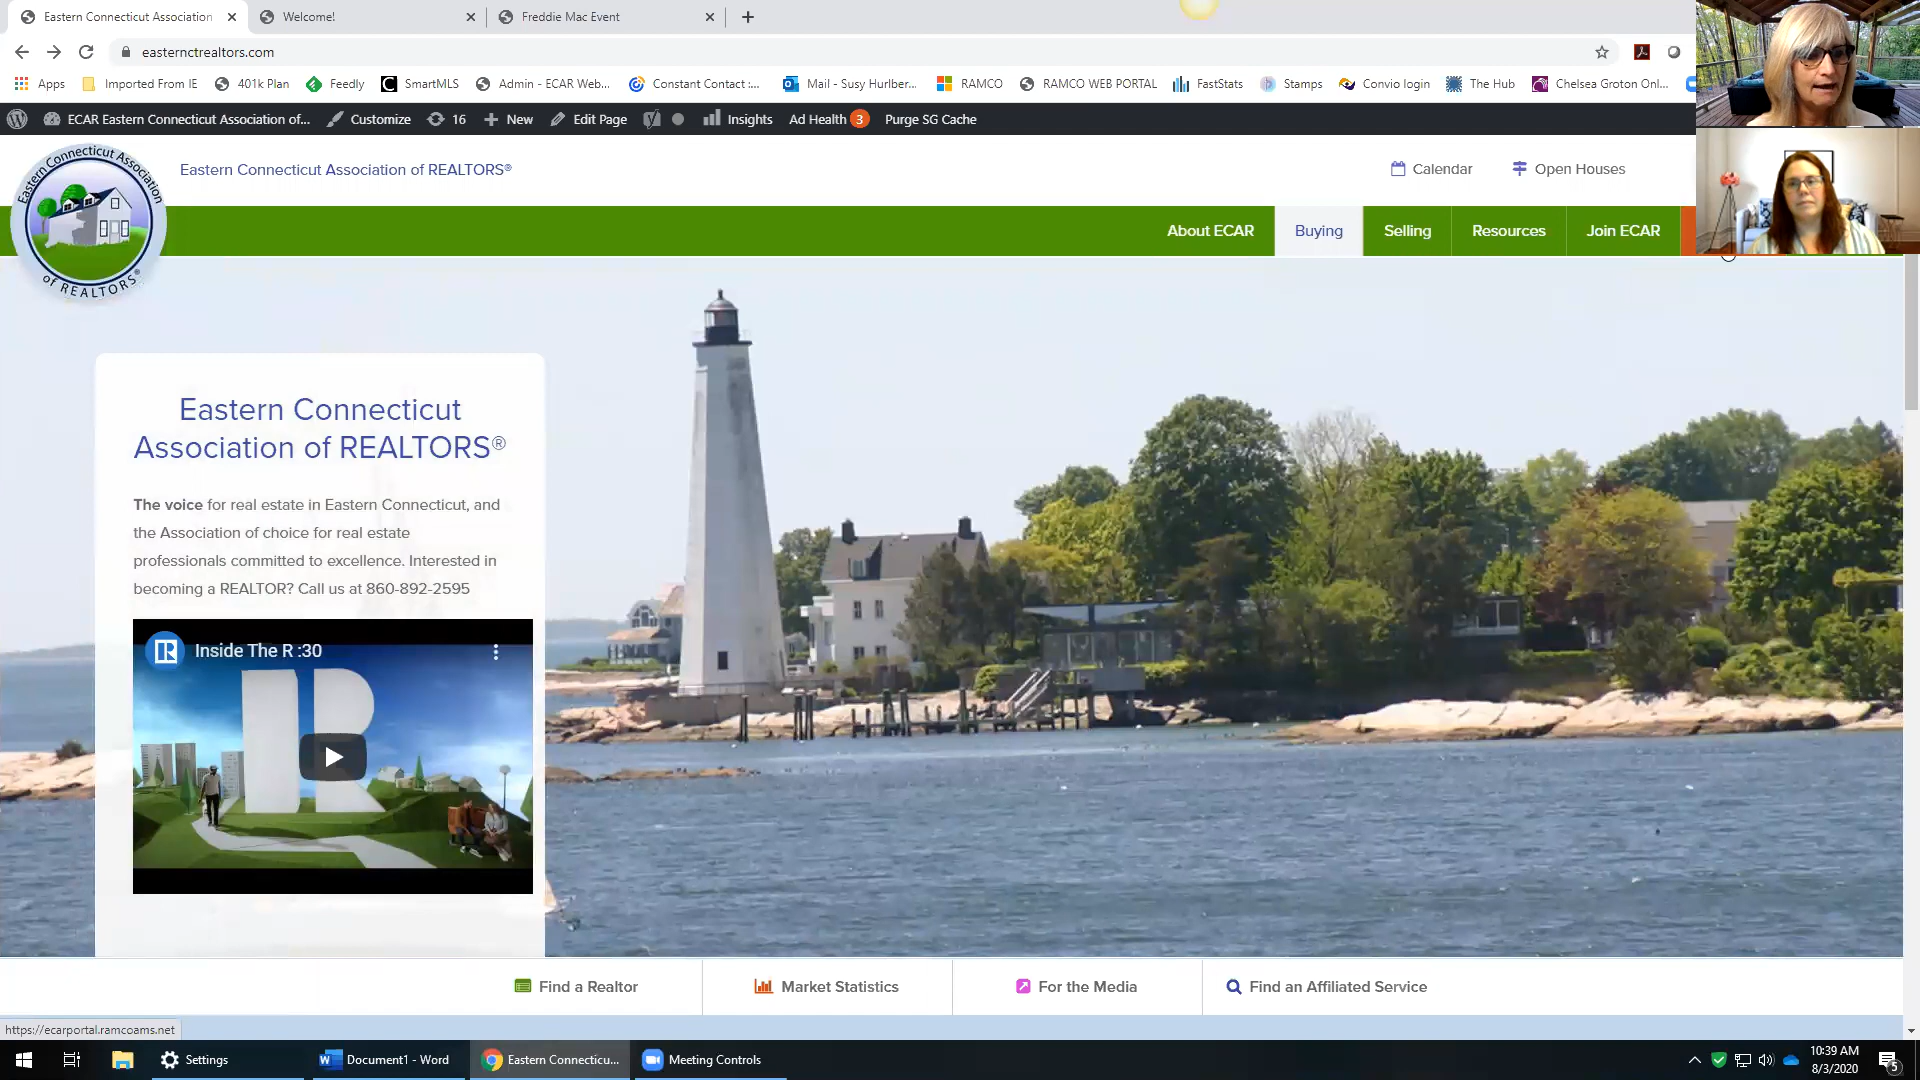 Eastern Connecticut Association
Welcome!
Freddie Mac Event
easternctrealtors.com
Apps
Imported From IE
401k Plan
Feedly
SmartMLS
Admin - ECAR Web...
Constant Contact :...
Mail - Susy Hurlber...
RAMCO
RAMCO WEB PORTAL
FastStats
Stamps
Convio login
The Hub
Chelsea Groton Onl...
ECAR Eastern Connecticut Association of...
Customize
16
New
Edit Page
Insights
Ad Health 3
Purge SG Cache
Eastern Connecticut Association
of REALTORS®
Eastern Connecticut Association of REALTORS®
Calendar
Open Houses
About ECAR
Buying
Selling
Resources
Join ECAR
Eastern Connecticut
Association of REALTORS®
The voice for real estate in Eastern Connecticut, and
the Association of choice for real estate
professionals committed to excellence. Interested in
becoming a REALTOR? Call us at 860-892-2595
Inside The R :30
R
Find a Realtor
Market Statistics
For the Media
Find an Affiliated Service
https://ecarportal.ramcoams.net
Settings
Document1 - Word
Eastern Connecticu...
Meeting Controls
10:39 AM
8/3/2020
5